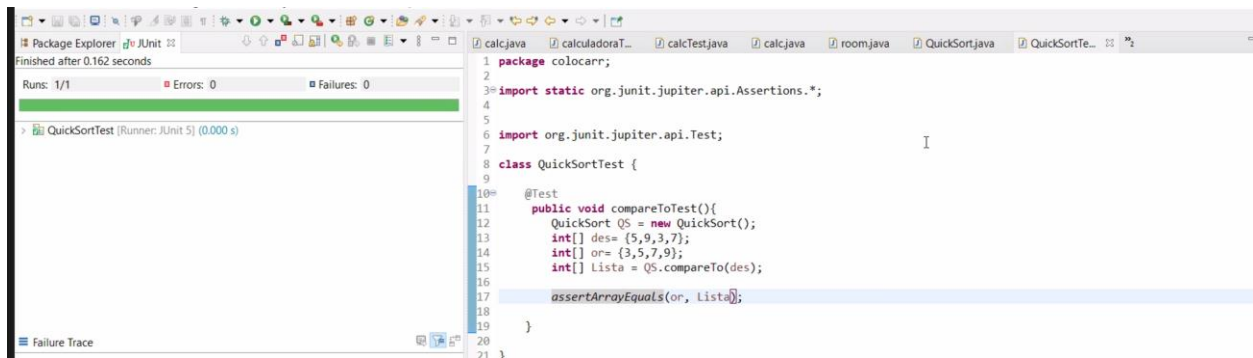 Package Explorer JUnit
Finished after 0.162 seconds
Runs: 1/1 Errors: 0 Failures: 0
QuickSortTest [Runner: JUnit 5] (0.000 s)
Failure Trace
calc.java calculadoraT... calcTest.java calc.java room.java QuickSort.java QuickSortTe... »2
1 package colocarr;
2
3 import static org.junit.jupiter.api.Assertions.*;
4
5
6 import org.junit.jupiter.api.Test;
7
8 class QuickSortTest {
9
10 @Test
11 public void compareToTest(){
12 QuickSort QS = new QuickSort();
13 int[] des= {5,9,3,7};
14 int[] or= {3,5,7,9};
15 int[] Lista = QS.compareTo(des);
16
17 assertArrayEquals(or, Lista);
18
19 }
20
21 }